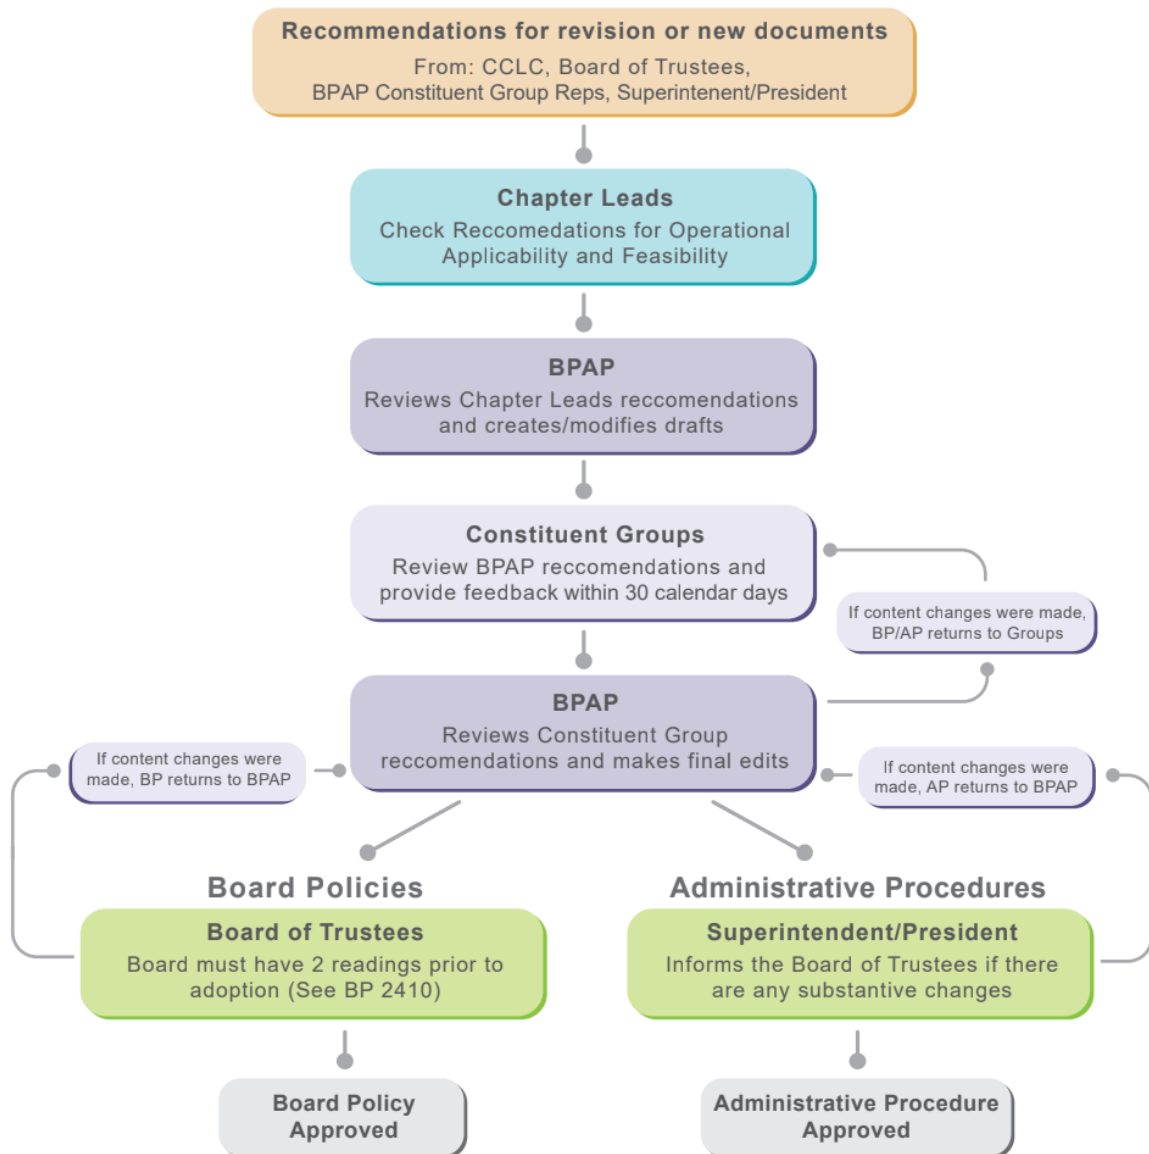 Recommendations for revision or new documents
From: CCLC, Board of Trustees,
BPAP Constituent Group Reps, Superintenent/President
Chapter Leads
Check Reccomedations for Operational
Applicability and Feasibility
BPAP
Reviews Chapter Leads reccomendations
and creates/modifies drafts
Constituent Groups
Review BPAP reccomendations and
provide feedback within 30 calendar days
If content changes were made,
BP/AP returns to Groups
BPAP
Reviews Constituent Group
reccomendations and makes final edits
If content changes were
made, BP returns to BPAP
If content changes were
made, AP returns to BPAP
Board Policies
Board of Trustees
Board must have 2 readings prior to
adoption (See BP 2410)
Administrative Procedures
Superintendent/President
Informs the Board of Trustees if there
are any substantive changes
Board Policy
Approved
Administrative Procedure
Approved